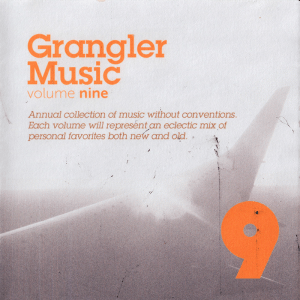 Grangler
Music
volume nine
Annual collection of music without conventions.
Each volume will represent an eclectic mix of
personal favorites both new and old.
9